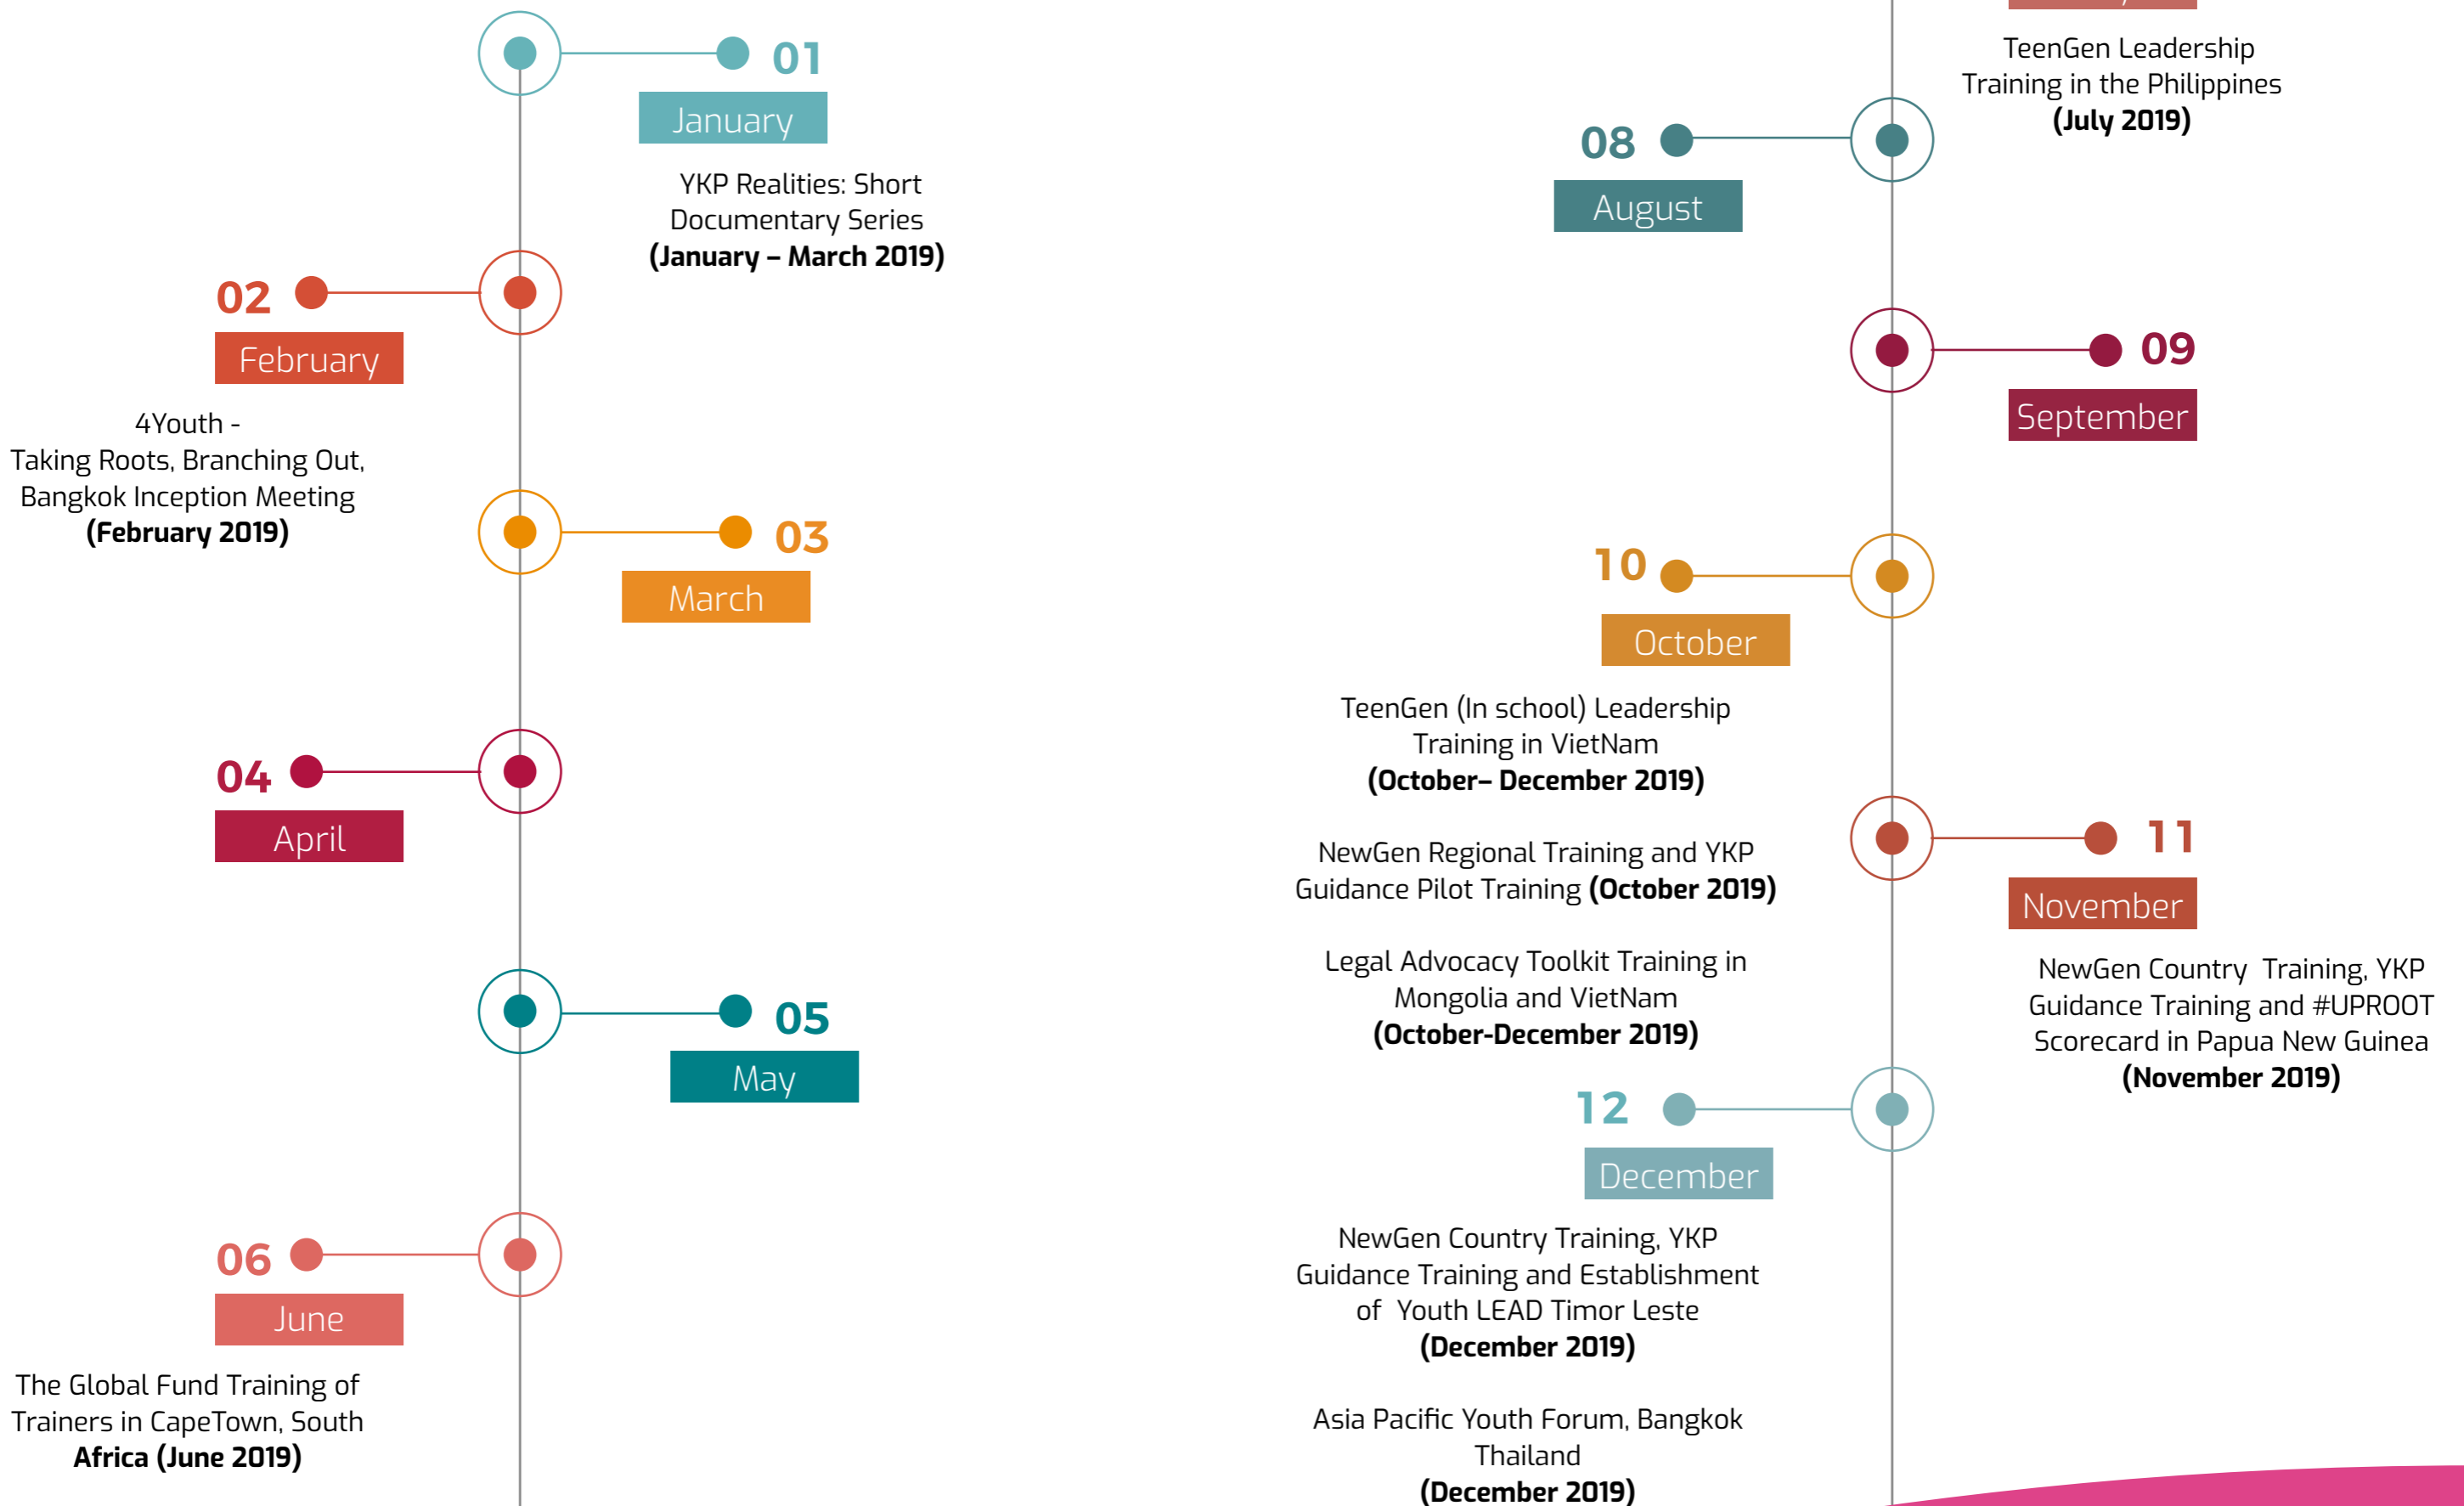 01
January
YKP Realities: Short
Documentary Series
(January – March 2019)
02
February
4Youth -
Taking Roots, Branching Out,
Bangkok Inception Meeting
(February 2019)
03
March
04
April
05
May
06
June
The Global Fund Training of
Trainers in CapeTown, South
Africa (June 2019)
TeenGen Leadership
Training in the Philippines
(July 2019)
08
August
09
September
10
October
TeenGen (In school) Leadership
Training in VietNam
(October– December 2019)
NewGen Regional Training and YKP
Guidance Pilot Training (October 2019)
Legal Advocacy Toolkit Training in
Mongolia and VietNam
(October-December 2019)
11
November
NewGen Country  Training, YKP
Guidance Training and #UPROOT
Scorecard in Papua New Guinea
(November 2019)
12
December
NewGen Country Training, YKP
Guidance Training and Establishment
of  Youth LEAD Timor Leste
(December 2019)
Asia Pacific Youth Forum, Bangkok
Thailand
(December 2019)